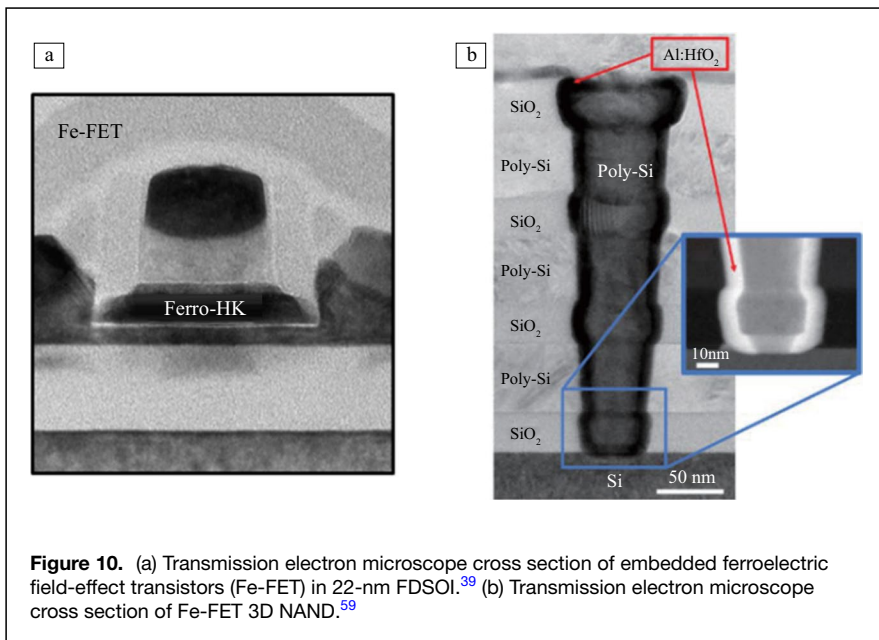 a
Fe-FET
Ferro-HK
b
Al:HfO₂
SiO₂
Poly-Si
Poly-Si
SiO₂
Poly-Si
SiO₂
Poly-Si
SiO₂
Si
50 nm
10nm
Figure 10. (a) Transmission electron microscope cross section of embedded ferroelectric
field-effect transistors (Fe-FET) in 22-nm FDSOI.³⁹ (b) Transmission electron microscope
cross section of Fe-FET 3D NAND.⁵⁹